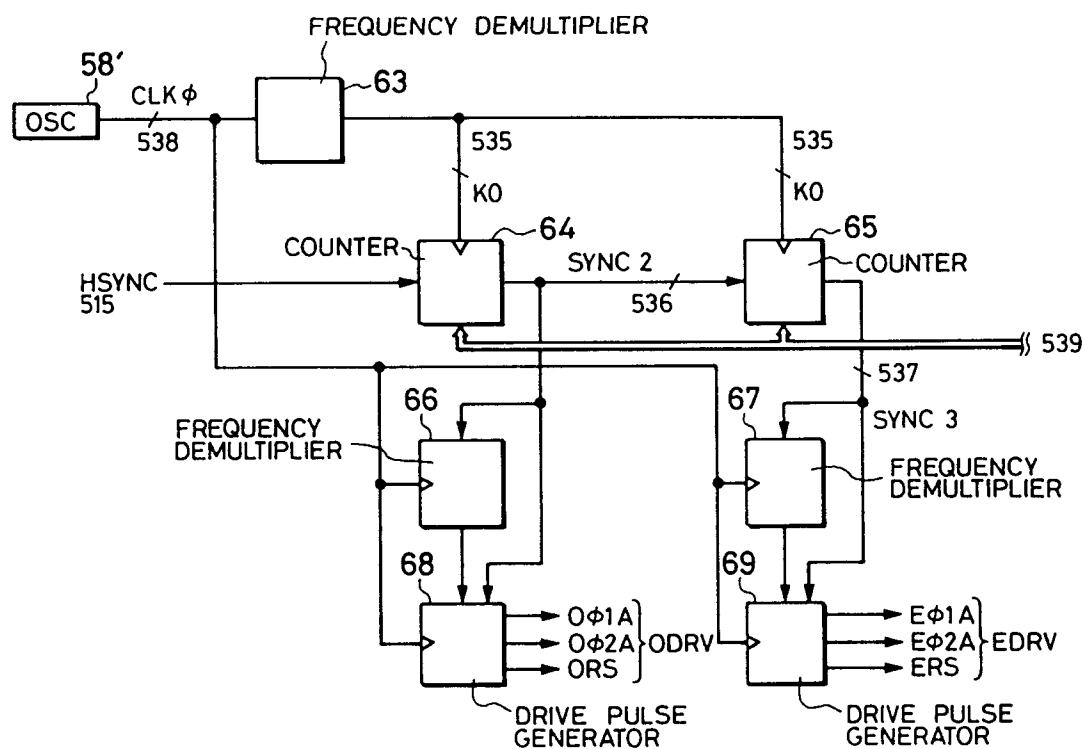 FREQUENCY DEMULTIPLIER
58′
CLKϕ
63
OSC
538
535
535
K0
K0
64
65
COUNTER
SYNC 2
COUNTER
HSYNC
515
536
539
537
66
67
SYNC 3
FREQUENCY
DEMULTIPLIER
FREQUENCY
DEMULTIPLIER
68
69
Oϕ1A
Oϕ2A
ORS
ODRV
Eϕ1A
Eϕ2A
ERS
EDRV
DRIVE PULSE
GENERATOR
DRIVE PULSE
GENERATOR